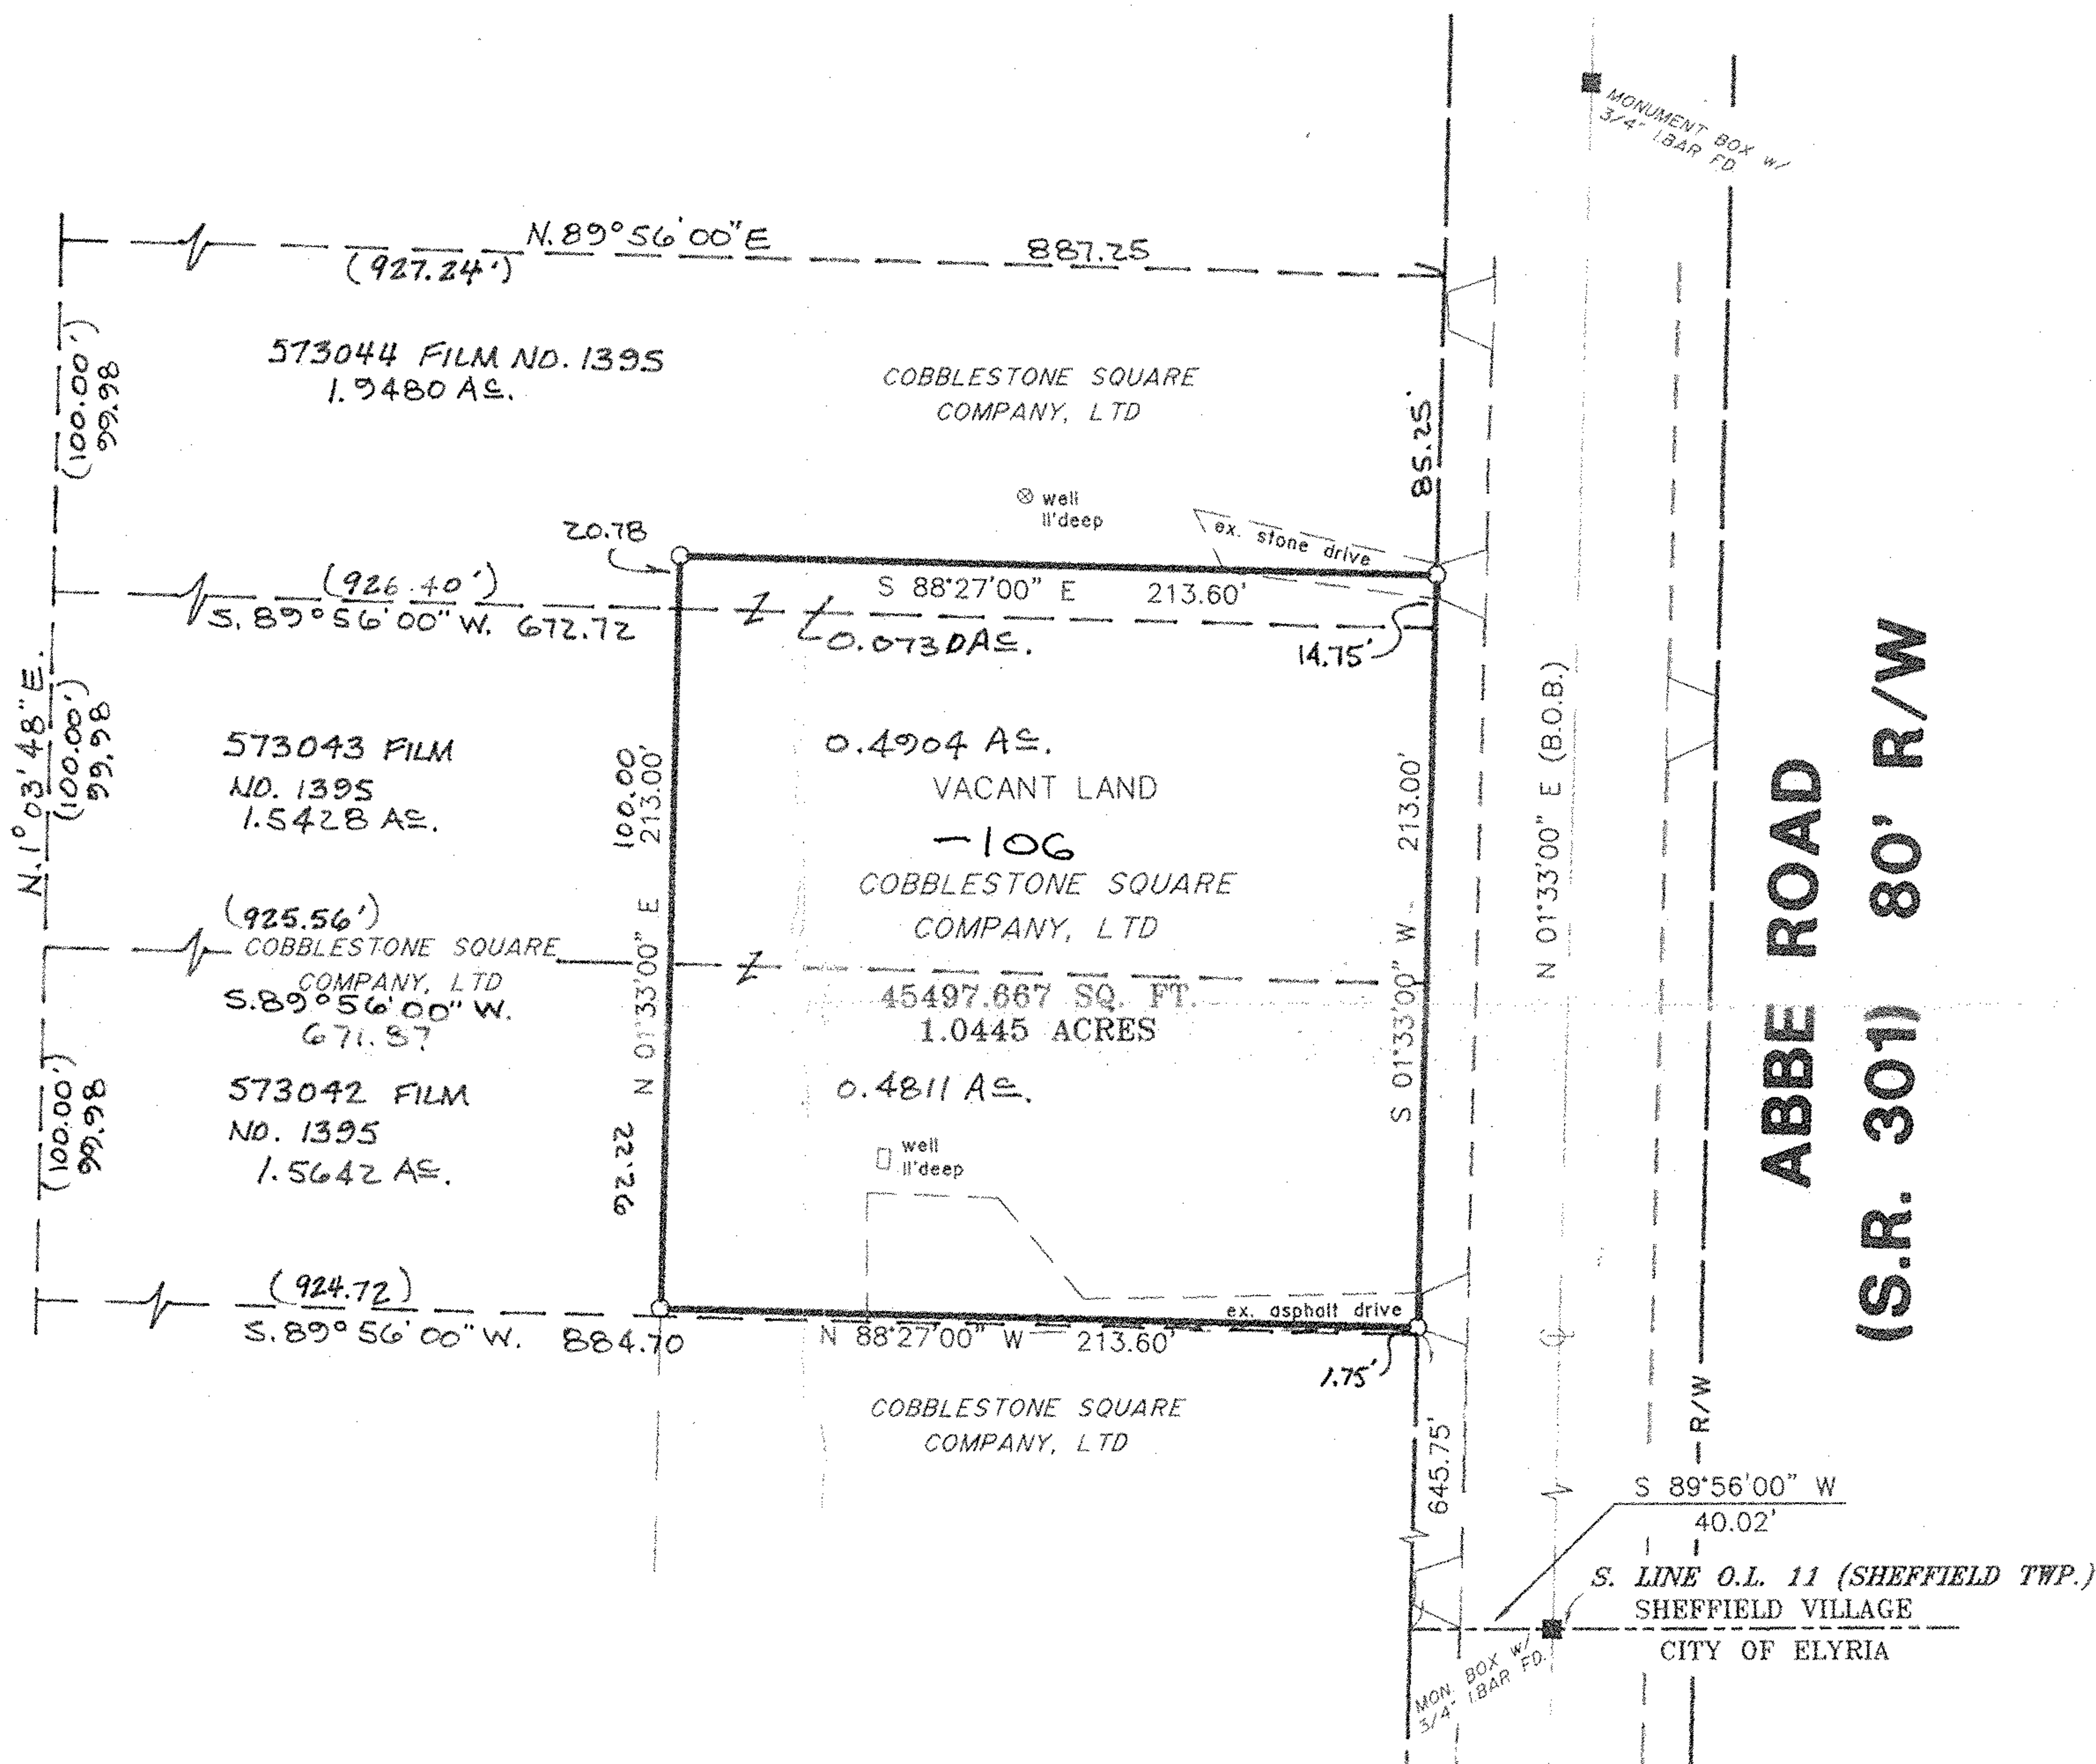 MONUMENT BOX w/
3/4" I.BAR FD.
N.89°56'00"E
887.25
(927.24')
573044 FILM NO. 1395
1.9480 AC.
COBBLESTONE SQUARE
COMPANY, LTD
(100.00')
99.98
85.25'
well
11'deep
ex. stone drive
20.78
S 88°27'00" E 213.60'
(926.40')
S.89°56'00"W. 672.72
0.0730 AC.
14.75'
N.1°03'48"E.
(100.00')
99.98
573043 FILM
NO. 1395
1.5428 AC.
100.00
213.00'
N 01°33'00" E
0.4904 AC.
VACANT LAND
-106
COBBLESTONE SQUARE
COMPANY, LTD
213.00'
S 01°33'00" W
N 01°33'00" E (B.O.B.)
ABBE ROAD
(S.R. 301) 80' R/W
(925.56')
COBBLESTONE SQUARE
COMPANY, LTD
S.89°56'00"W.
671.87
45497.667 SQ. FT.
1.0445 ACRES
(100.00')
99.98
573042 FILM
NO. 1395
1.5642 AC.
92.22
0.4811 AC.
well
11'deep
ex. asphalt drive
(924.72)
S.89°56'00"W. 884.70
N 88°27'00" W 213.60'
1.75'
COBBLESTONE SQUARE
COMPANY, LTD
645.75'
R/W
S 89°56'00" W
40.02'
S. LINE O.L. 11 (SHEFFIELD TWP.)
SHEFFIELD VILLAGE
CITY OF ELYRIA
MON. BOX W/
3/4" I.BAR FD.